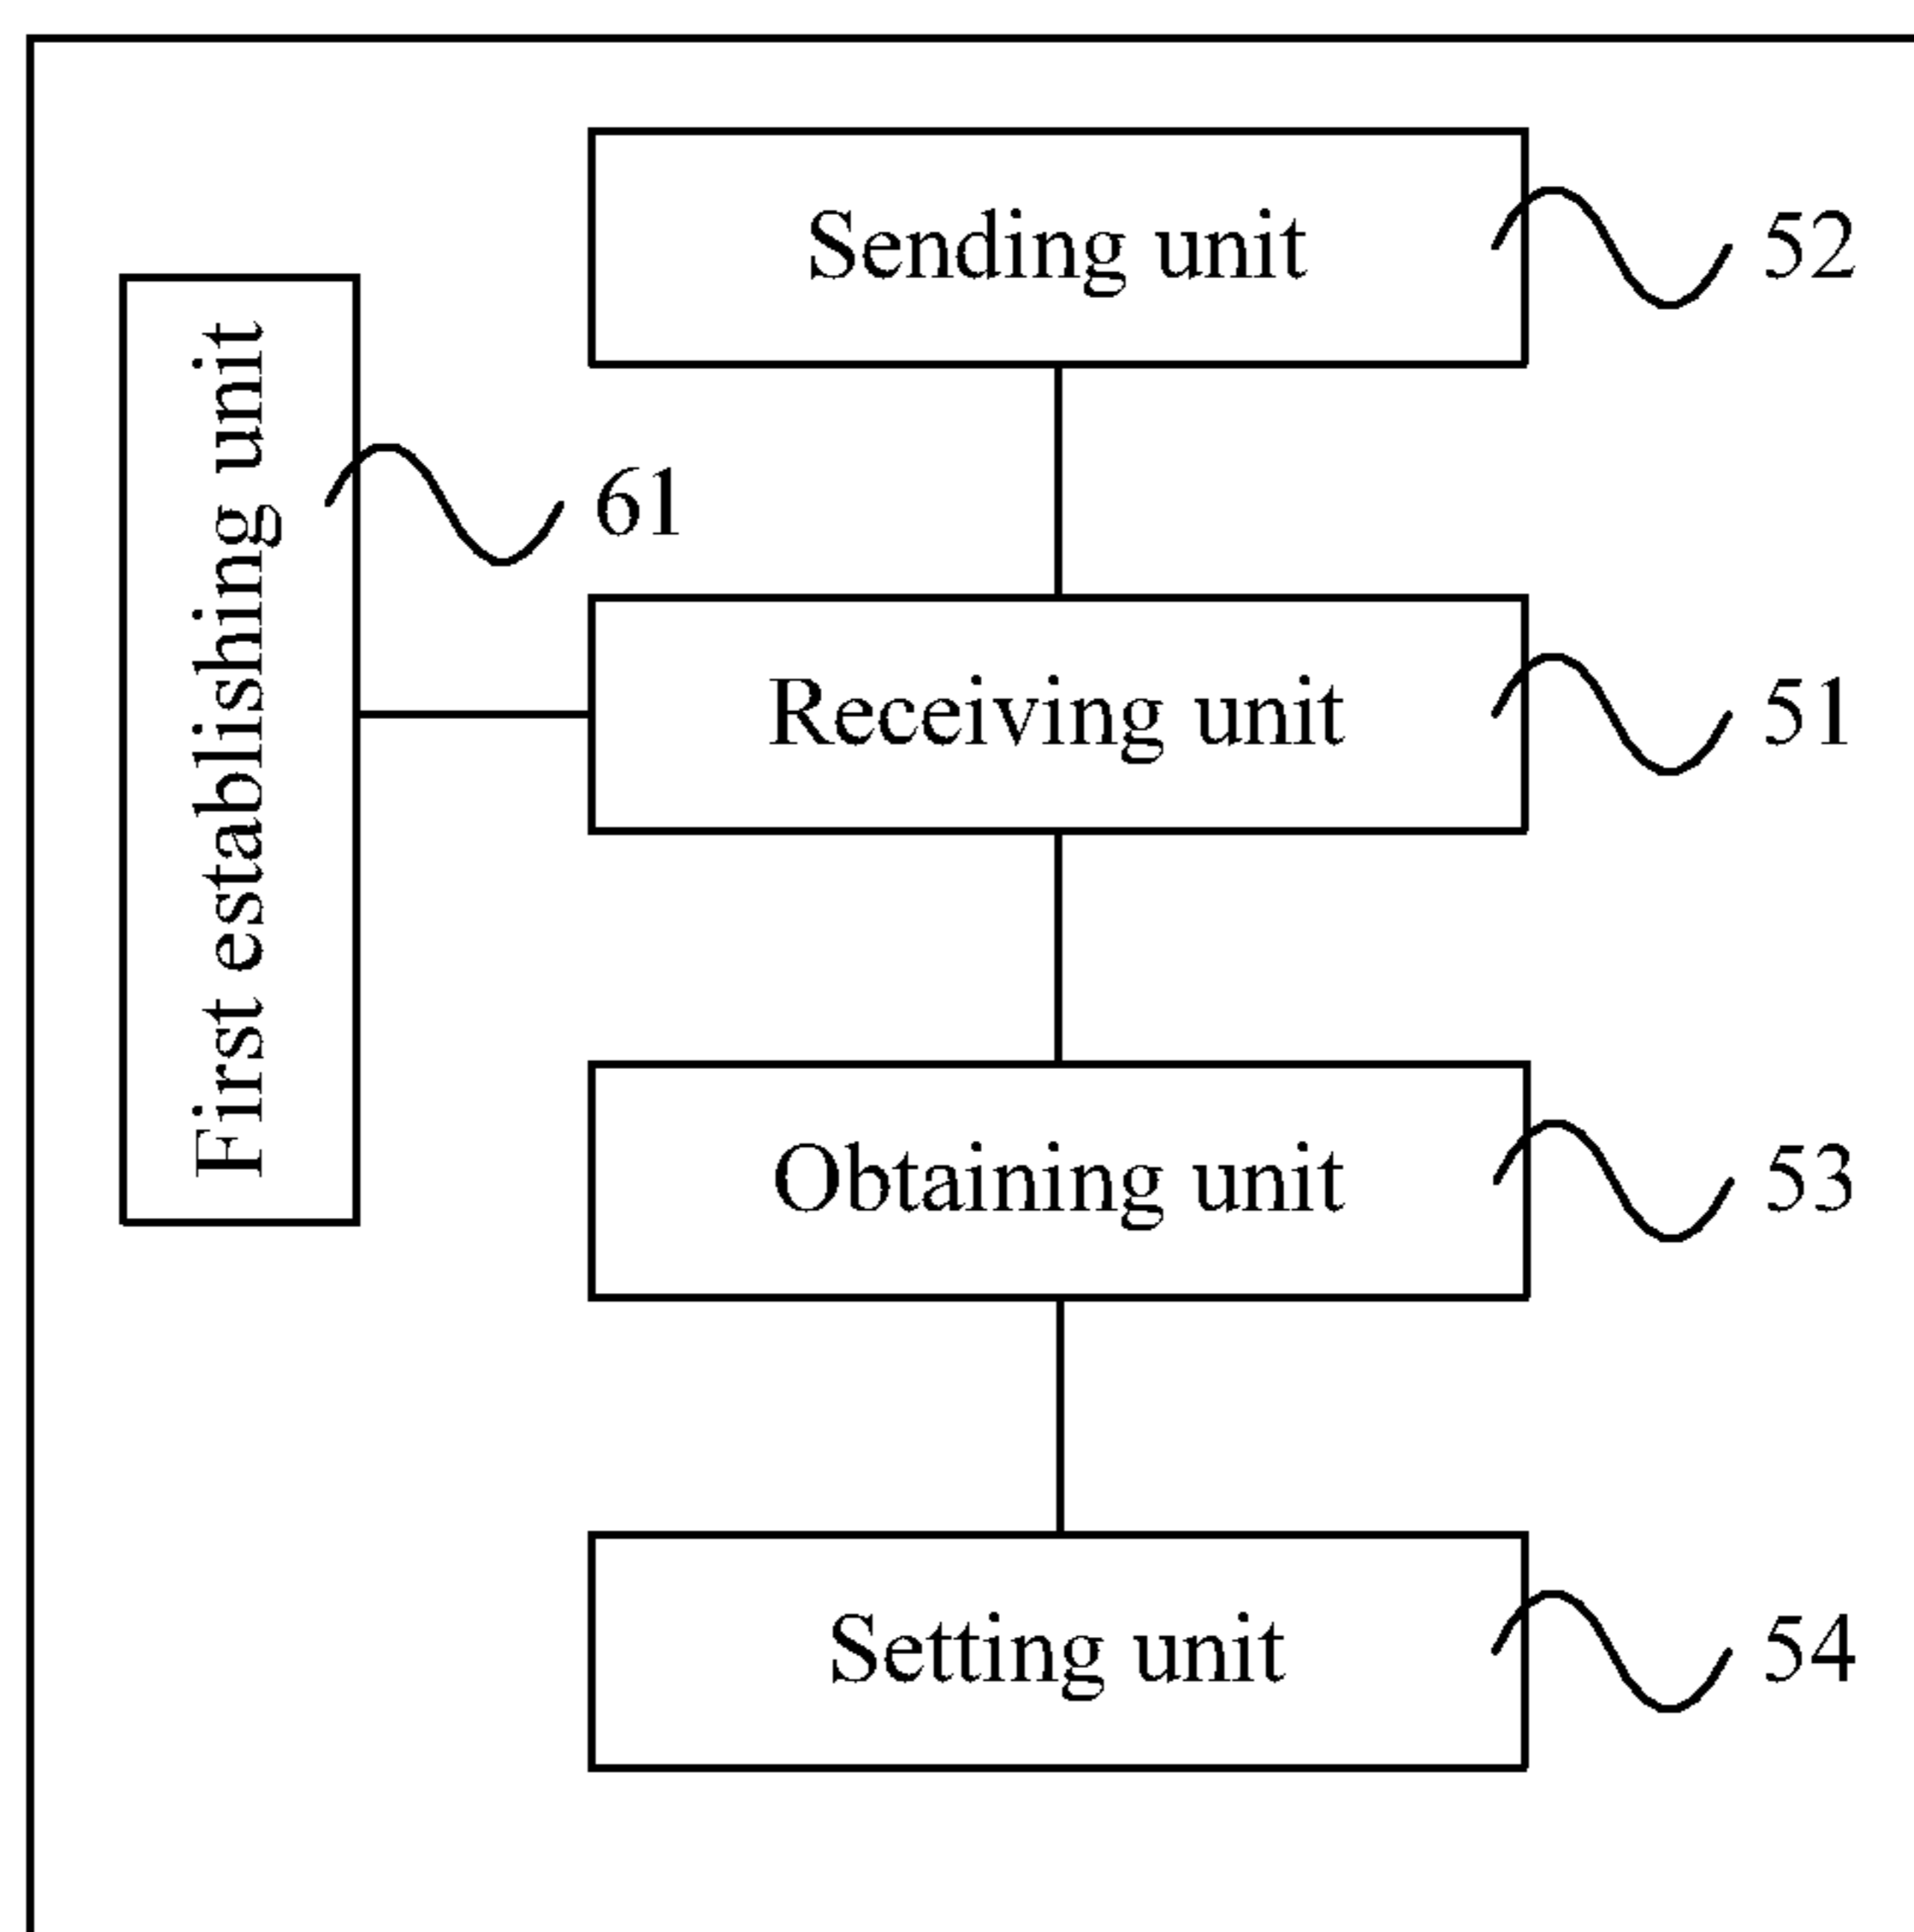 Sending unit
52
First establishing unit
61
Receiving unit
51
Obtaining unit
53
Setting unit
54